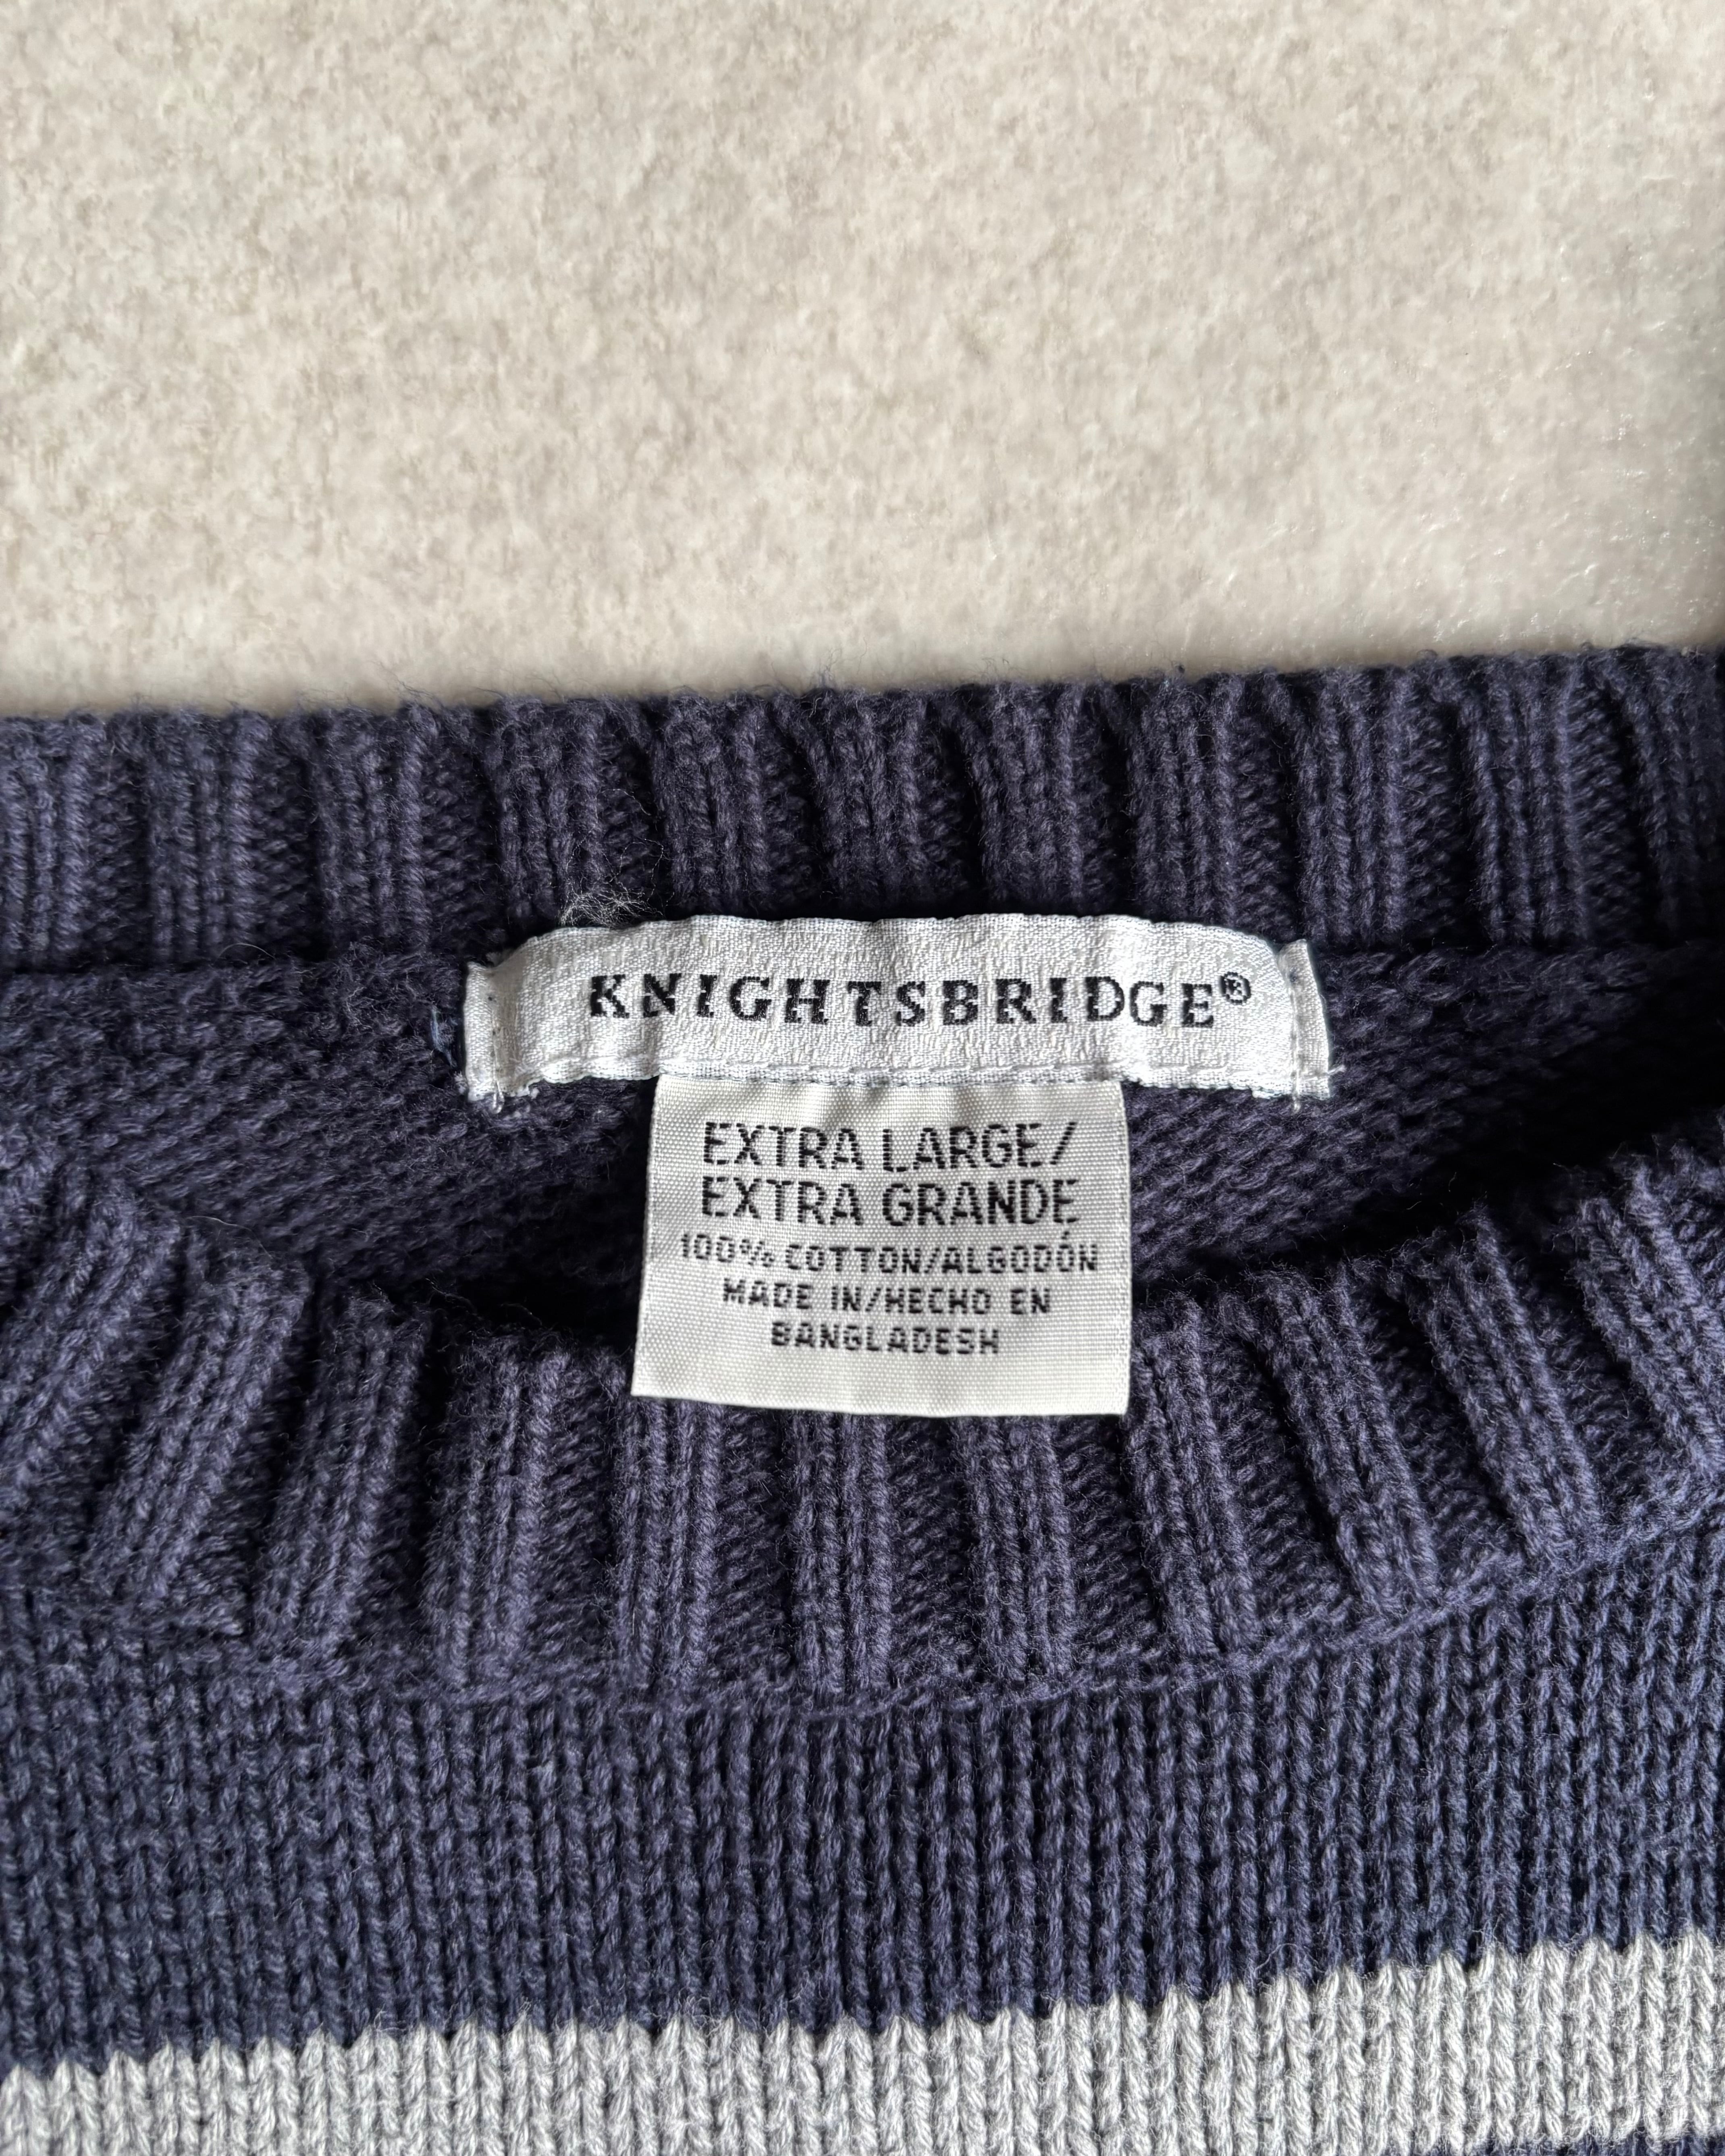 KNIGHTSBRIDGE®
EXTRA LARGE/
EXTRA GRANDE
100% COTTON/ALGODÓN
MADE IN/HECHO EN
BANGLADESH